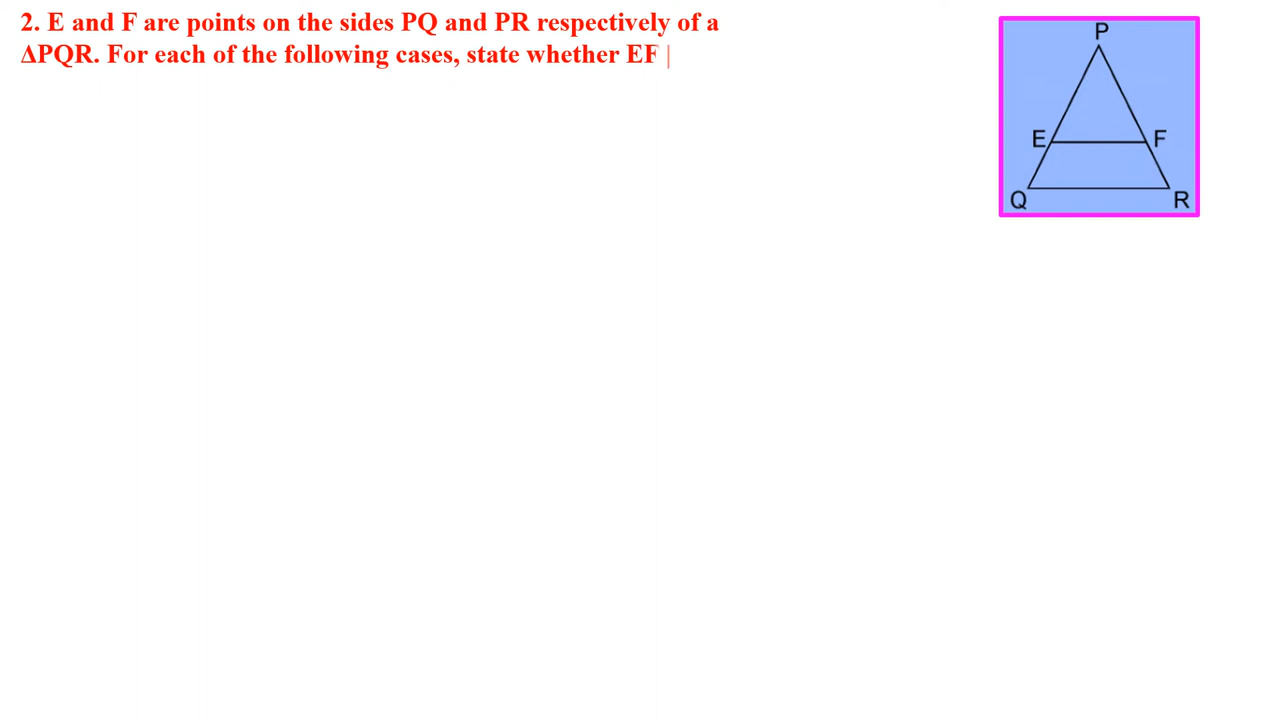 2. E and F are points on the sides PQ and PR respectively of a
ΔPQR. For each of the following cases, state whether EF |
P
E
F
Q
R